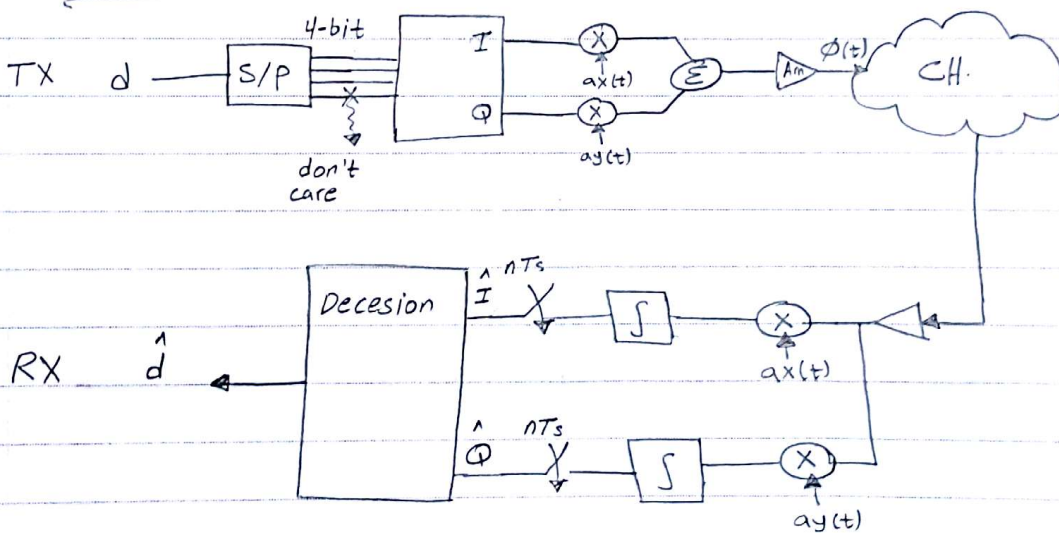 4-bit
TX d S/P I X Σ Am φ(t) CH.
ax(t)
X
Q X
don't care ay(t)
Decesion Î nTs ∫ X
RX d̂ ax(t)
Q̂ nTs ∫ X
ay(t)